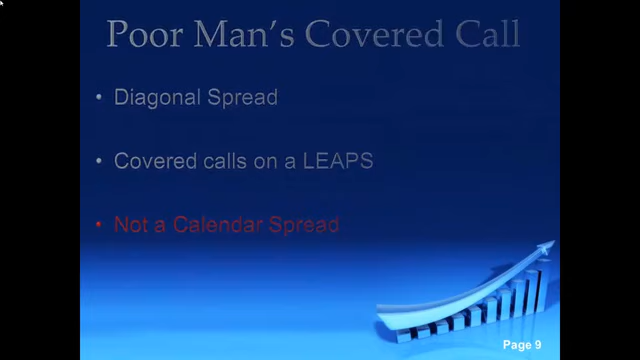 Poor Man's Covered Call
• Diagonal Spread
• Covered calls on a LEAPS
• Not a Calendar Spread
Page 9